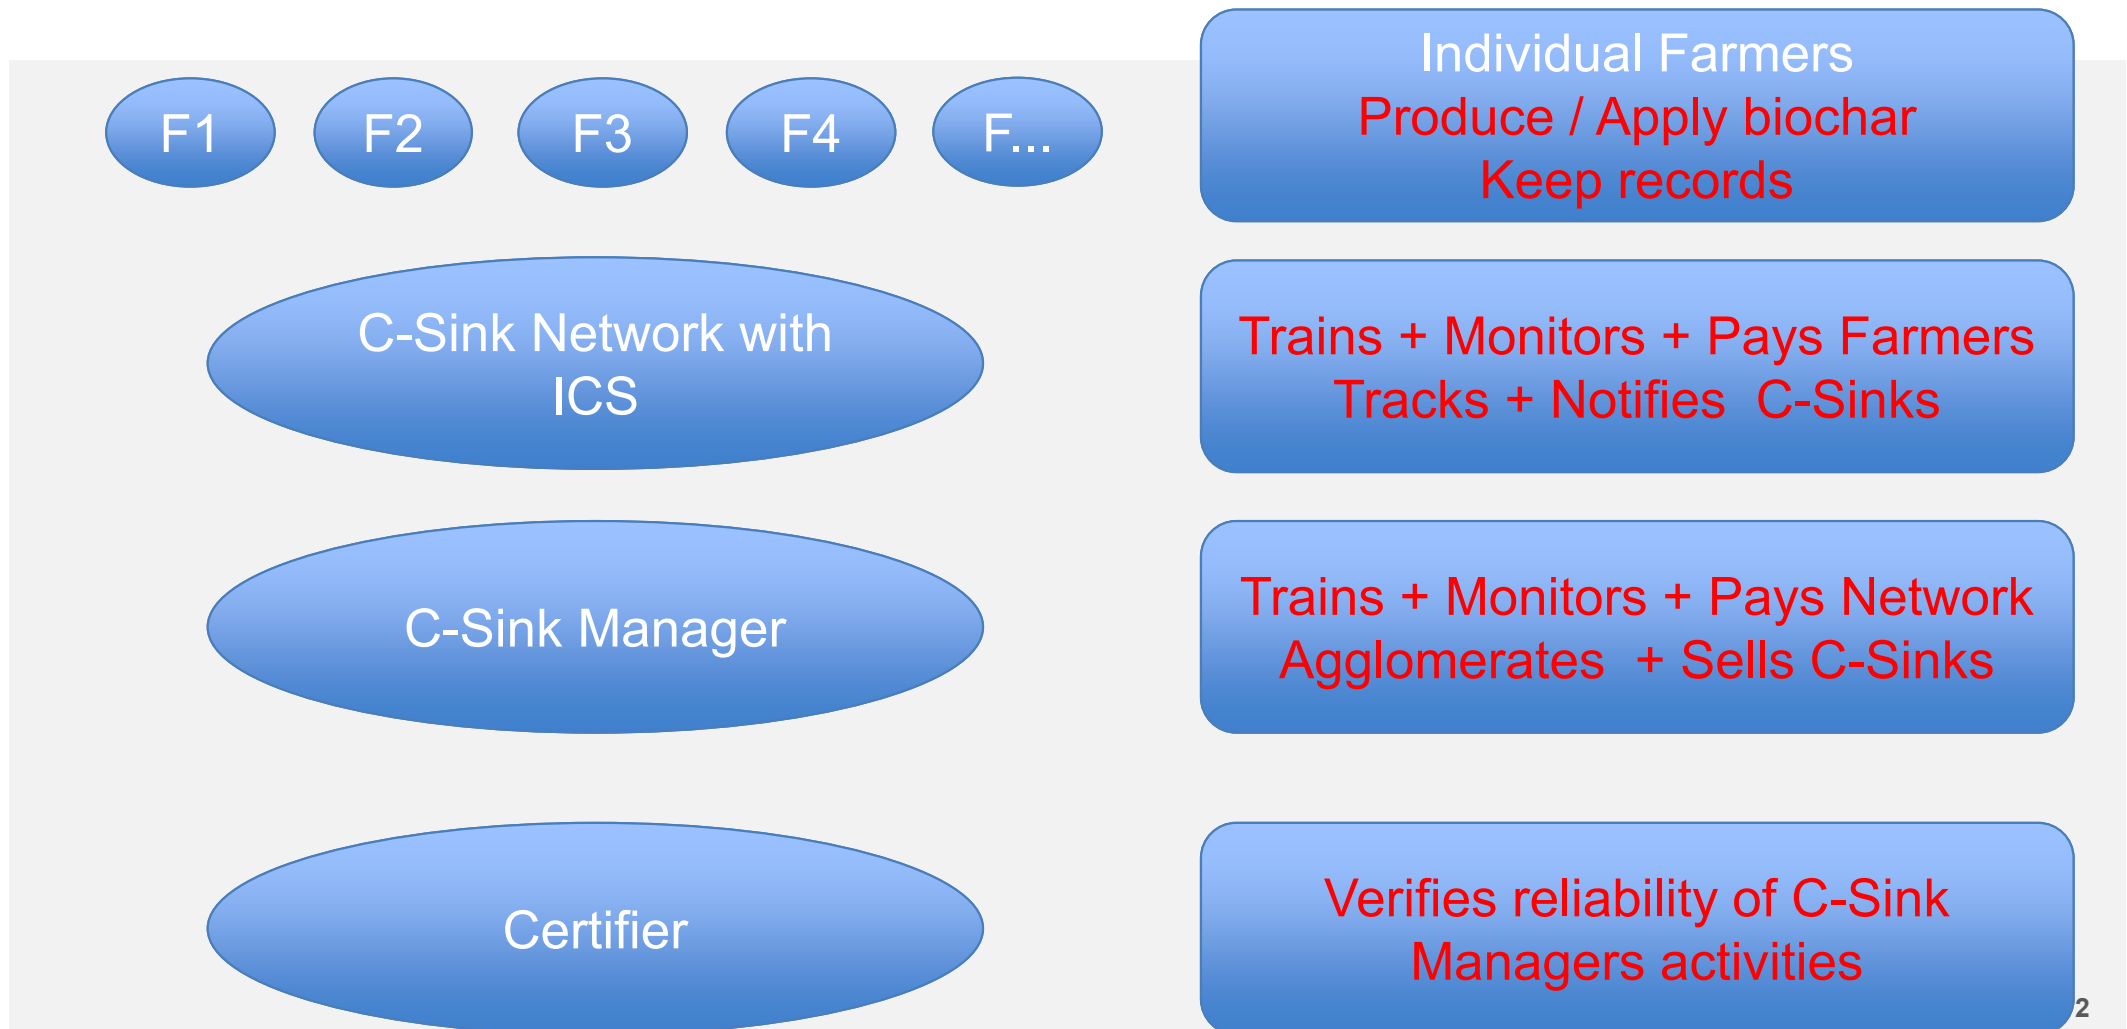 F1
F2
F3
F4
F...
Individual Farmers
Produce / Apply biochar
Keep records
C-Sink Network with
ICS
Trains + Monitors + Pays Farmers
Tracks + Notifies  C-Sinks
C-Sink Manager
Trains + Monitors + Pays Network
Agglomerates  + Sells C-Sinks
Certifier
Verifies reliability of C-Sink
Managers activities
2